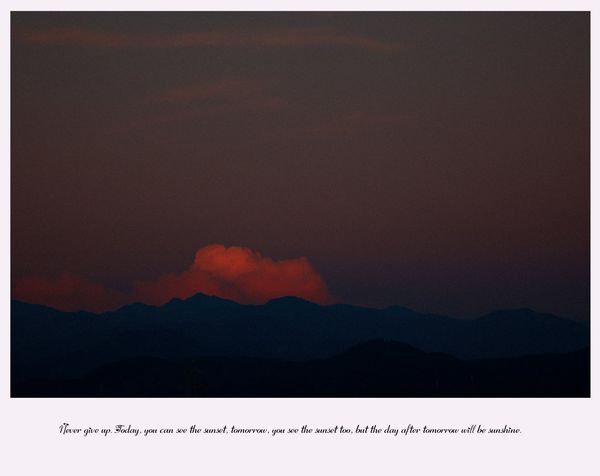 Never give up. Today, you can see the sunset, tomorrow, you see the sunset too, but the day after tomorrow will be sunshine.